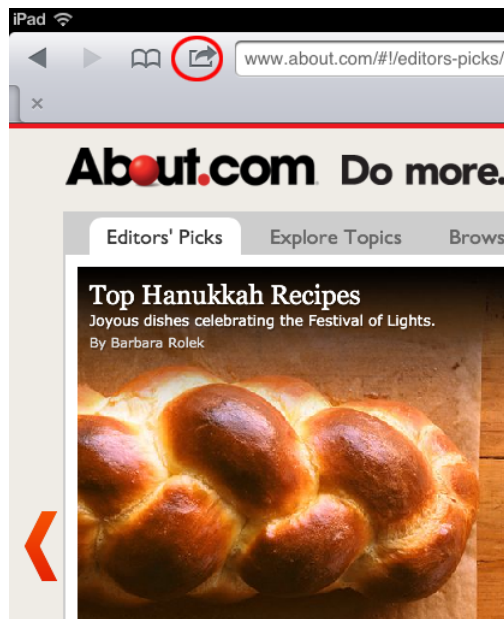 iPad
www.about.com/#!/editors-picks/
×
About.com Do more.
Editors' Picks Explore Topics Brows
Top Hanukkah Recipes
Joyous dishes celebrating the Festival of Lights.
By Barbara Rolek